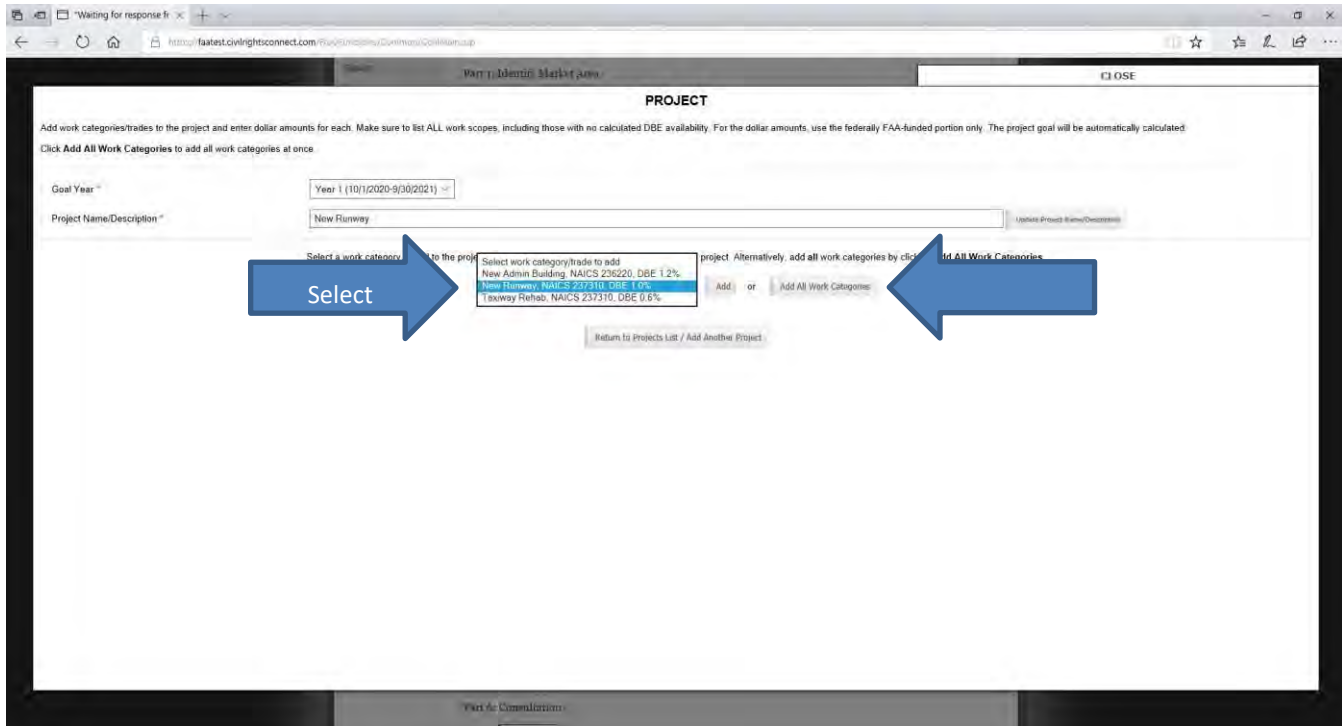 "Waiting for response fr
faatest.civilrightsconnect.com
Part 1: Identify Market Area
CLOSE
PROJECT
Add work categories/trades to the project and enter dollar amounts for each. Make sure to list ALL work scopes, including those with no calculated DBE availability. For the dollar amounts, use the federally FAA-funded portion only. The project goal will be automatically calculated
Click Add All Work Categories to add all work categories at once
Goal Year *
Year 1 (10/1/2020-9/30/2021)
Project Name/Description *
New Runway
Update Project Name/Description
Select a work category to the proje project. Alternatively, add all work categories by clic Add All Work Categories
Select work category/trade to add
New Admin Building, NAICS 236220, DBE 1.2%
New Runway, NAICS 237310, DBE 1.0%
Taxiway Rehab, NAICS 237310, DBE 0.6%
Select
Add or Add All Work Categories
Return to Projects List / Add Another Project
Part 6: Consultation